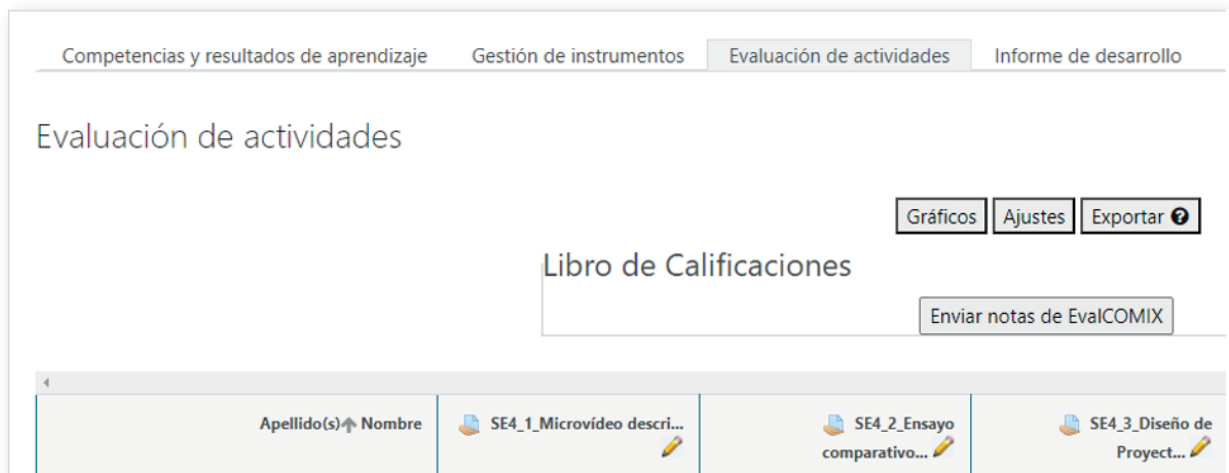 Competencias y resultados de aprendizaje Gestión de instrumentos Evaluación de actividades Informe de desarrollo
Evaluación de actividades
Gráficos Ajustes Exportar
Libro de Calificaciones
Enviar notas de EvalCOMIX
Apellido(s) Nombre SE4_1_Microvídeo descri... SE4_2_Ensayo SE4_3_Diseño de
comparativo... Proyect...